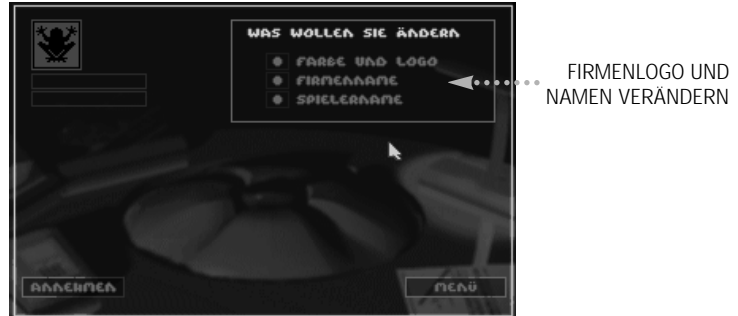 WAS WOLLEN SIE ÄNDERN
FARBE UND LOGO
FIRMENNAME
SPIELERNAME
FIRMENLOGO UND
NAMEN VERÄNDERN
ANNEHMEN
MENÜ